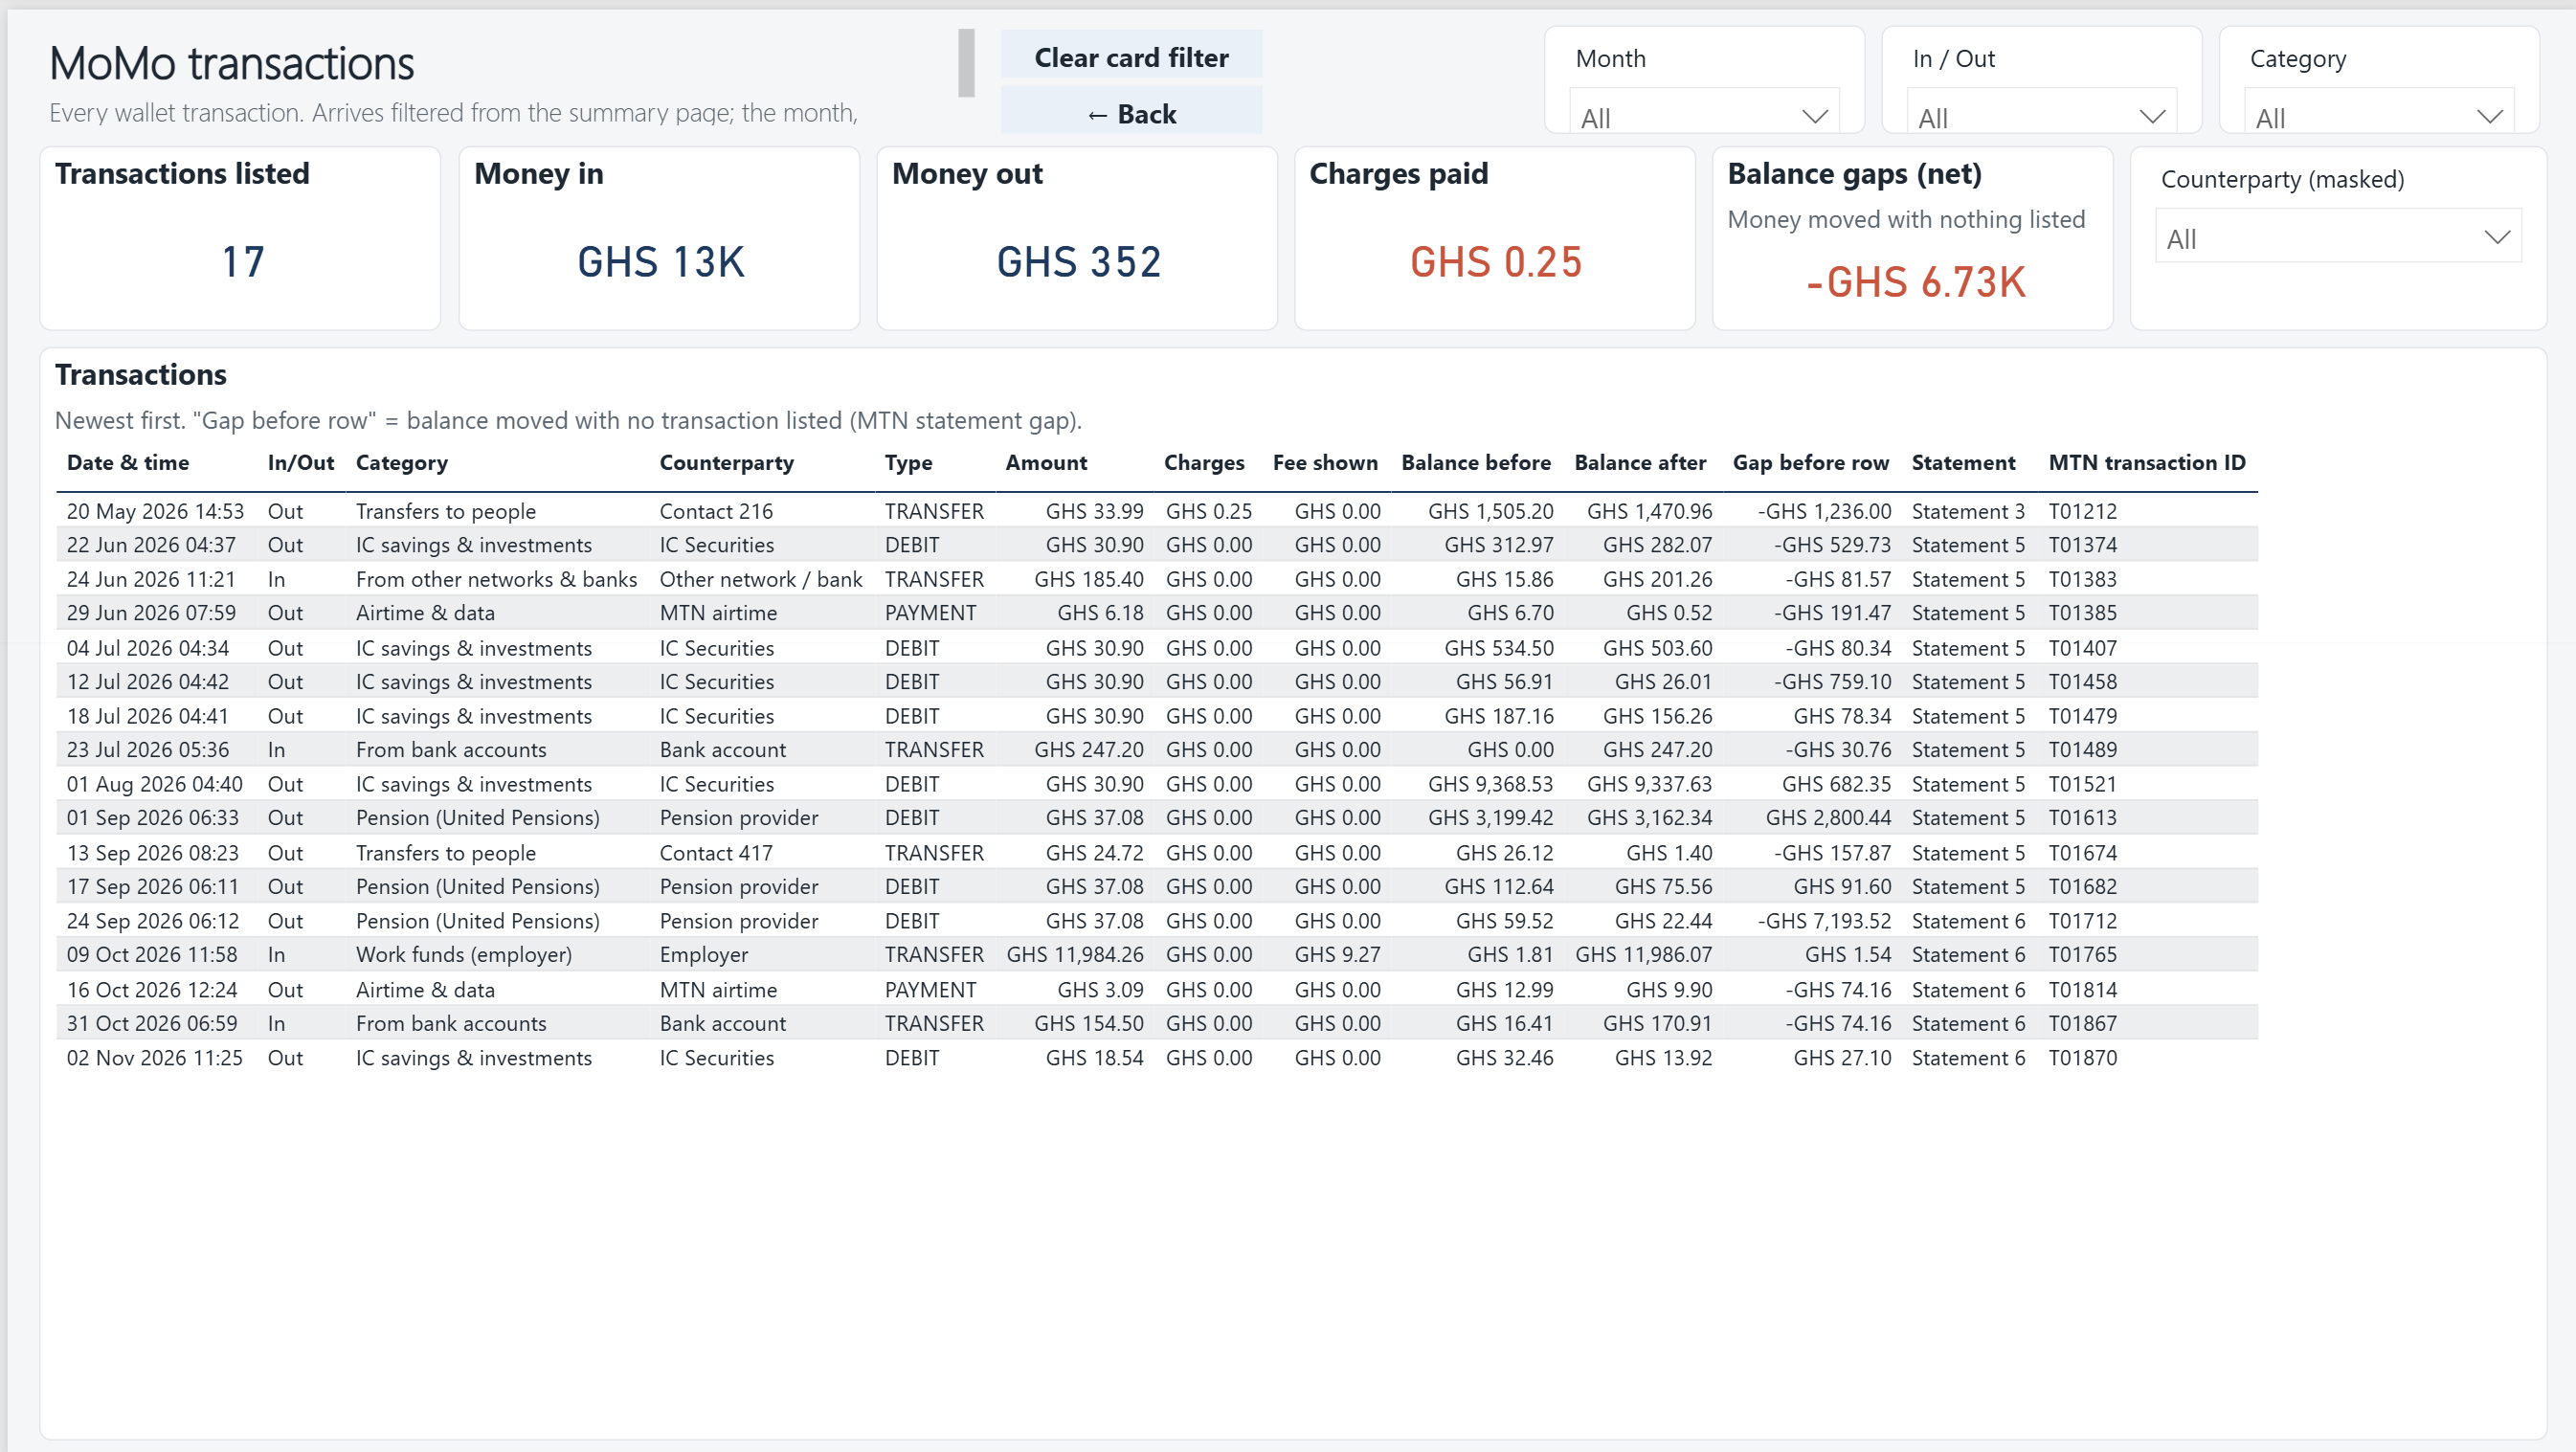 MoMo transactions
Every wallet transaction. Arrives filtered from the summary page; the month,
Clear card filter
← Back
Month
All
In / Out
All
Category
All
Transactions listed
17
Money in
GHS 13K
Money out
GHS 352
Charges paid
GHS 0.25
Balance gaps (net)
Money moved with nothing listed
-GHS 6.73K
Counterparty (masked)
All
Transactions
Newest first. "Gap before row" = balance moved with no transaction listed (MTN statement gap).
Date & time In/Out Category Counterparty Type Amount Charges Fee shown Balance before Balance after Gap before row Statement MTN transaction ID
20 May 2026 14:53 Out Transfers to people Contact 216 TRANSFER GHS 33.99 GHS 0.25 GHS 0.00 GHS 1,505.20 GHS 1,470.96 -GHS 1,236.00 Statement 3 T01212
22 Jun 2026 04:37 Out IC savings & investments IC Securities DEBIT GHS 30.90 GHS 0.00 GHS 0.00 GHS 312.97 GHS 282.07 -GHS 529.73 Statement 5 T01374
24 Jun 2026 11:21 In From other networks & banks Other network / bank TRANSFER GHS 185.40 GHS 0.00 GHS 0.00 GHS 15.86 GHS 201.26 -GHS 81.57 Statement 5 T01383
29 Jun 2026 07:59 Out Airtime & data MTN airtime PAYMENT GHS 6.18 GHS 0.00 GHS 0.00 GHS 6.70 GHS 0.52 -GHS 191.47 Statement 5 T01385
04 Jul 2026 04:34 Out IC savings & investments IC Securities DEBIT GHS 30.90 GHS 0.00 GHS 0.00 GHS 534.50 GHS 503.60 -GHS 80.34 Statement 5 T01407
12 Jul 2026 04:42 Out IC savings & investments IC Securities DEBIT GHS 30.90 GHS 0.00 GHS 0.00 GHS 56.91 GHS 26.01 -GHS 759.10 Statement 5 T01458
18 Jul 2026 04:41 Out IC savings & investments IC Securities DEBIT GHS 30.90 GHS 0.00 GHS 0.00 GHS 187.16 GHS 156.26 GHS 78.34 Statement 5 T01479
23 Jul 2026 05:36 In From bank accounts Bank account TRANSFER GHS 247.20 GHS 0.00 GHS 0.00 GHS 0.00 GHS 247.20 -GHS 30.76 Statement 5 T01489
01 Aug 2026 04:40 Out IC savings & investments IC Securities DEBIT GHS 30.90 GHS 0.00 GHS 0.00 GHS 9,368.53 GHS 9,337.63 GHS 682.35 Statement 5 T01521
01 Sep 2026 06:33 Out Pension (United Pensions) Pension provider DEBIT GHS 37.08 GHS 0.00 GHS 0.00 GHS 3,199.42 GHS 3,162.34 GHS 2,800.44 Statement 5 T01613
13 Sep 2026 08:23 Out Transfers to people Contact 417 TRANSFER GHS 24.72 GHS 0.00 GHS 0.00 GHS 26.12 GHS 1.40 -GHS 157.87 Statement 5 T01674
17 Sep 2026 06:11 Out Pension (United Pensions) Pension provider DEBIT GHS 37.08 GHS 0.00 GHS 0.00 GHS 112.64 GHS 75.56 GHS 91.60 Statement 5 T01682
24 Sep 2026 06:12 Out Pension (United Pensions) Pension provider DEBIT GHS 37.08 GHS 0.00 GHS 0.00 GHS 59.52 GHS 22.44 -GHS 7,193.52 Statement 6 T01712
09 Oct 2026 11:58 In Work funds (employer) Employer TRANSFER GHS 11,984.26 GHS 0.00 GHS 9.27 GHS 1.81 GHS 11,986.07 GHS 1.54 Statement 6 T01765
16 Oct 2026 12:24 Out Airtime & data MTN airtime PAYMENT GHS 3.09 GHS 0.00 GHS 0.00 GHS 12.99 GHS 9.90 -GHS 74.16 Statement 6 T01814
31 Oct 2026 06:59 In From bank accounts Bank account TRANSFER GHS 154.50 GHS 0.00 GHS 0.00 GHS 16.41 GHS 170.91 -GHS 74.16 Statement 6 T01867
02 Nov 2026 11:25 Out IC savings & investments IC Securities DEBIT GHS 18.54 GHS 0.00 GHS 0.00 GHS 32.46 GHS 13.92 GHS 27.10 Statement 6 T01870